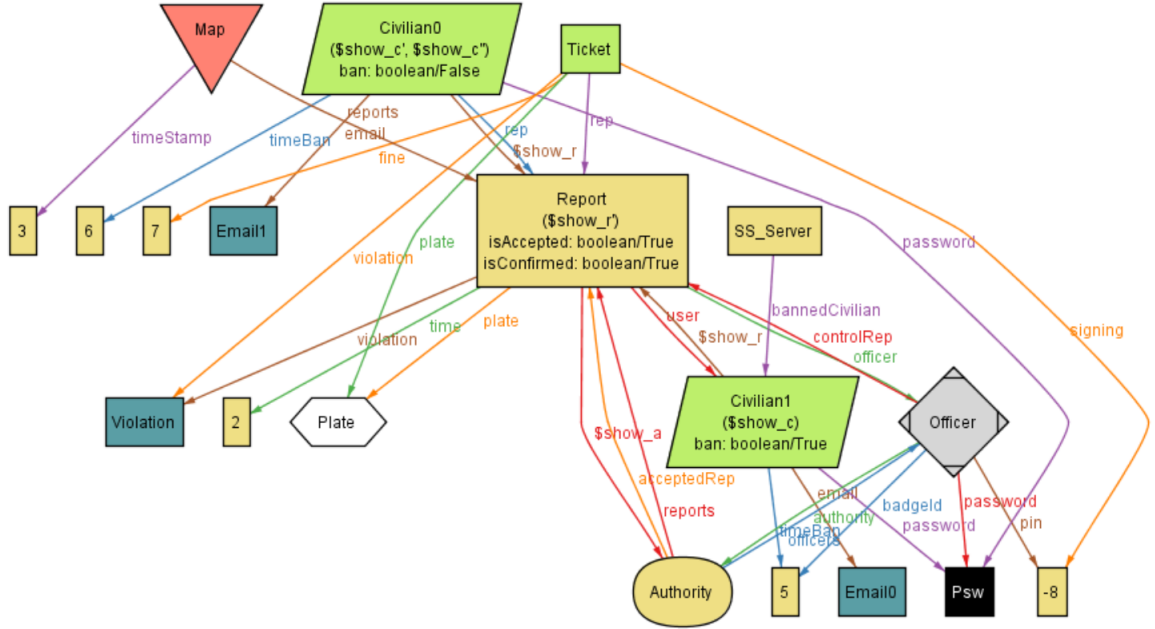 Map
Civilian0
($show_c', $show_c")
ban: boolean/False
Ticket
reports
email
timeStamp
timeBan
fine
rep
$show_r
rep
3
6
7
Email1
Report
($show_r')
isAccepted: boolean/True
isConfirmed: boolean/True
SS_Server
password
plate
violation
bannedCivilian
user
$show_r
controlRep
officer
signing
time
plate
violation
Violation
2
Plate
Civilian1
($show_c)
ban: boolean/True
Officer
$show_a
acceptedRep
reports
email
authority
timeBan
officers
badgeId
password
password
pin
Authority
5
Email0
Psw
-8